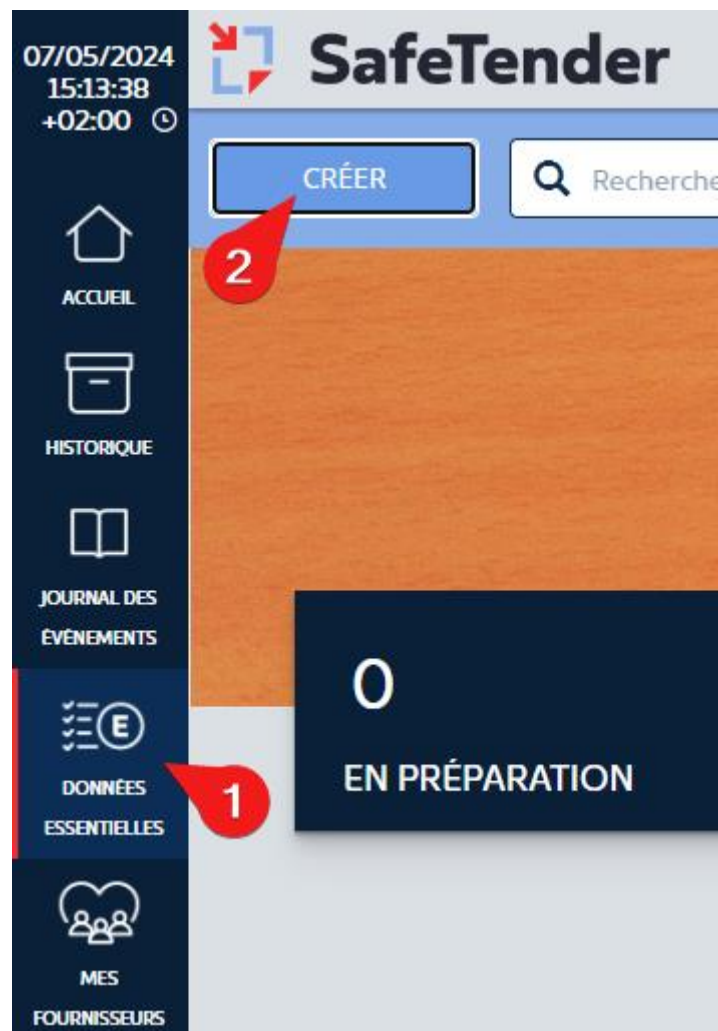 07/05/2024
15:13:38
+02:00
SafeTender
CRÉER
Recherche
2
ACCUEIL
HISTORIQUE
JOURNAL DES
ÉVÉNEMENTS
0
EN PRÉPARATION
E
DONNÉES
ESSENTIELLES
1
MES
FOURNISSEURS